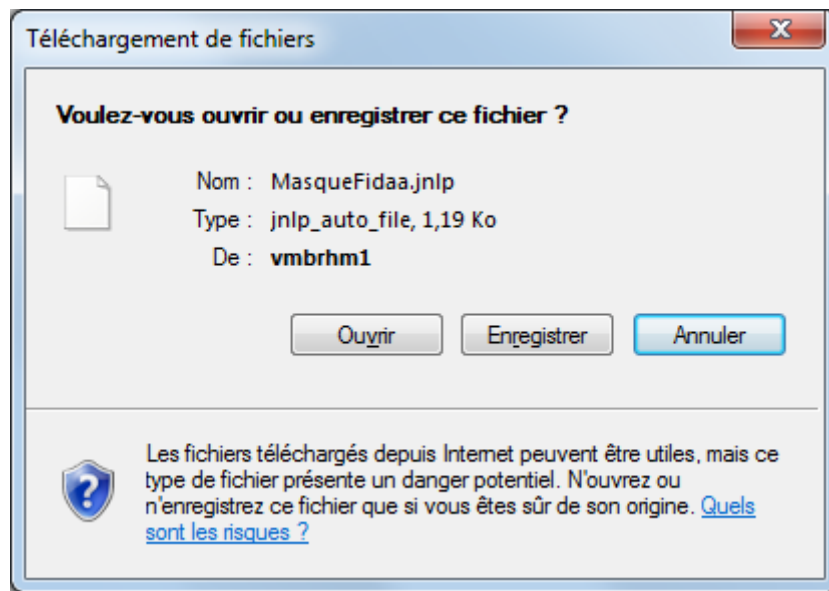 Téléchargement de fichiers
Voulez-vous ouvrir ou enregistrer ce fichier ?
Nom : MasqueFidaa.jnlp
Type : jnlp_auto_file, 1,19 Ko
De : vmbrhm1
Ouvrir Enregistrer Annuler
Les fichiers téléchargés depuis Internet peuvent être utiles, mais ce
type de fichier présente un danger potentiel. N'ouvrez ou
n'enregistrez ce fichier que si vous êtes sûr de son origine. Quels
sont les risques ?